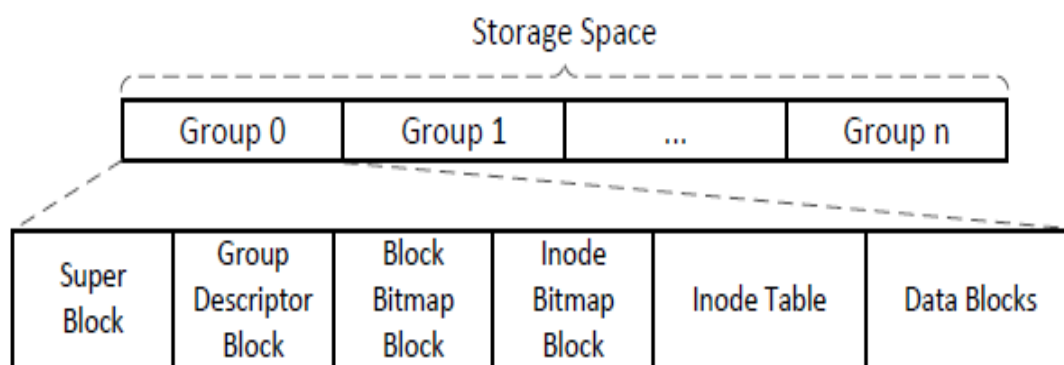 Storage Space
Group 0
Group 1
...
Group n
Super
Block
Group
Descriptor
Block
Block
Bitmap
Block
Inode
Bitmap
Block
Inode Table
Data Blocks